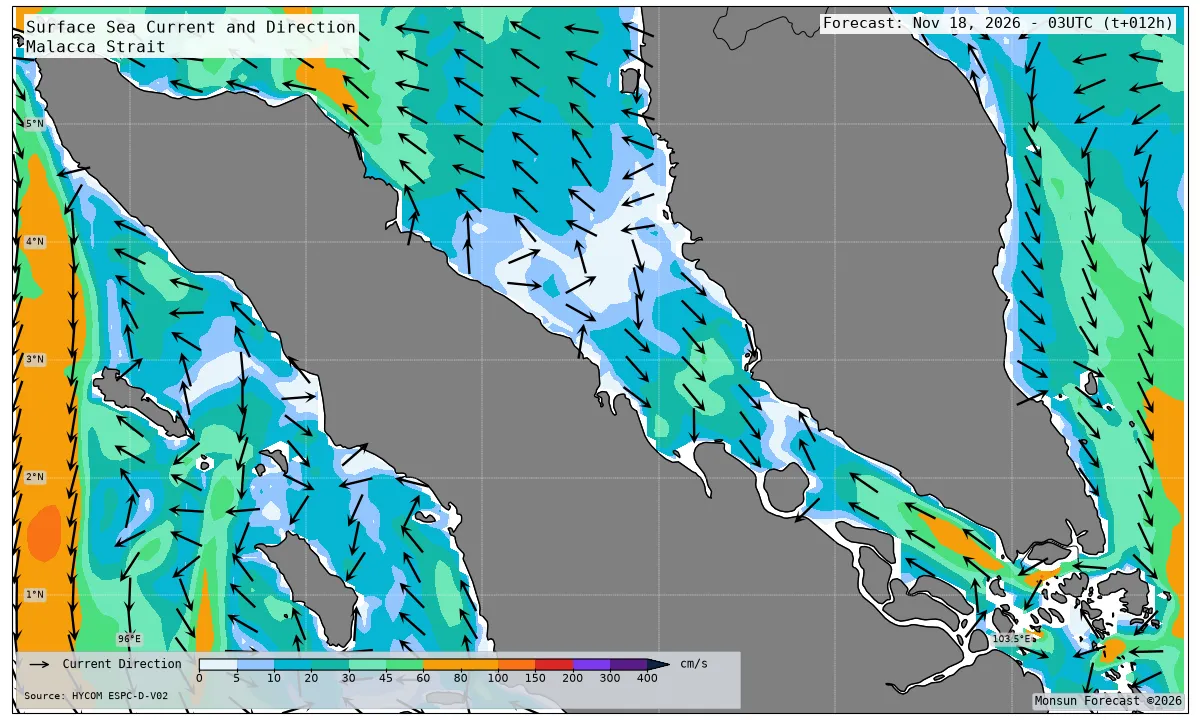 Surface Sea Current and Direction
Malacca Strait
Forecast: Nov 18, 2026 - 03UTC (t+012h)
5°N
4°N
3°N
2°N
1°N
96°E
103.5°E
Current Direction
0 5 10 20 30 45 60 80 100 150 200 300 400
cm/s
Source: HYCOM ESPC-D-V02
Monsun Forecast ©2026